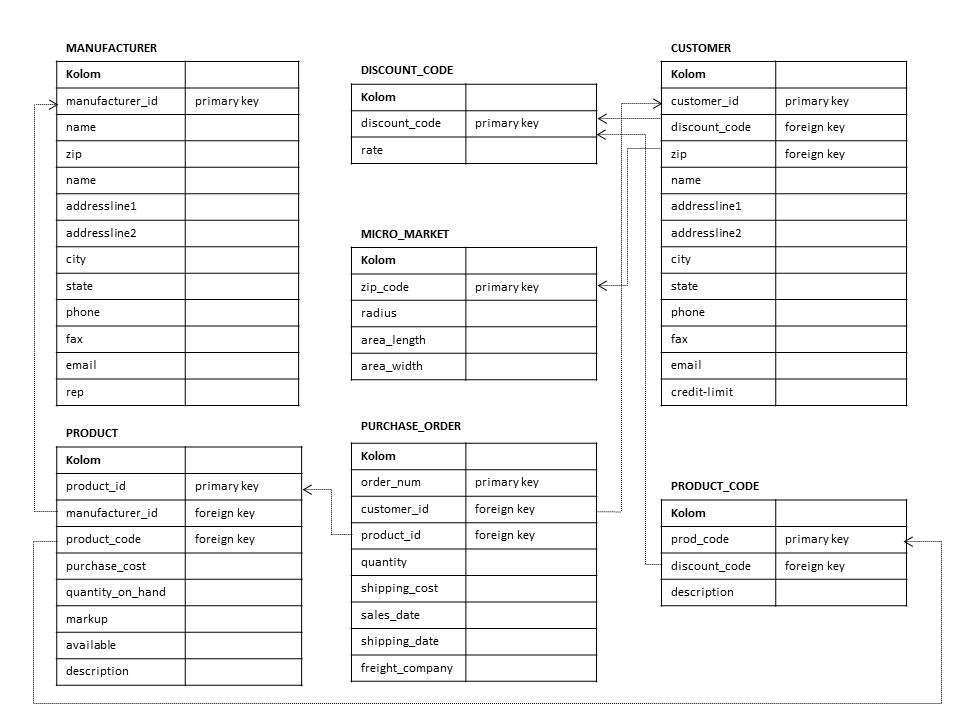 MANUFACTURER
Kolom
manufacturer_id primary key
name
zip
name
addressline1
addressline2
city
state
phone
fax
email
rep
DISCOUNT_CODE
Kolom
discount_code primary key
rate
MICRO_MARKET
Kolom
zip_code primary key
radius
area_length
area_width
CUSTOMER
Kolom
customer_id primary key
discount_code foreign key
zip foreign key
name
addressline1
addressline2
city
state
phone
fax
email
credit-limit
PRODUCT
Kolom
product_id primary key
manufacturer_id foreign key
product_code foreign key
purchase_cost
quantity_on_hand
markup
available
description
PURCHASE_ORDER
Kolom
order_num primary key
customer_id foreign key
product_id foreign key
quantity
shipping_cost
sales_date
shipping_date
freight_company
PRODUCT_CODE
Kolom
prod_code primary key
discount_code foreign key
description